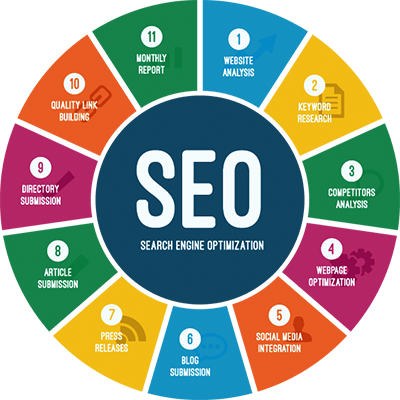 SEO
SEARCH ENGINE OPTIMIZATION
1
WEBSITE
ANALYSIS
2
KEYWORD
RESEARCH
3
COMPETITORS
ANALYSIS
4
WEBPAGE
OPTIMIZATION
5
SOCIAL MEDIA
INTEGRATION
6
BLOG
SUBMISSION
7
PRESS
RELEASES
8
ARTICLE
SUBMISSION
9
DIRECTORY
SUBMISSION
10
QUALITY LINK
BUILDING
11
MONTHLY
REPORT